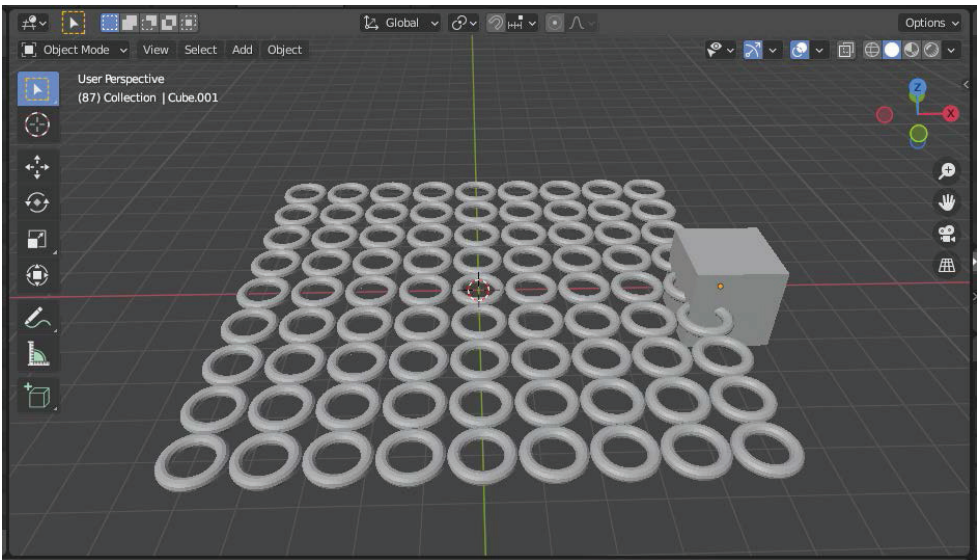 Global
Options
Object Mode View Select Add Object
User Perspective
(87) Collection | Cube.001
Z
X